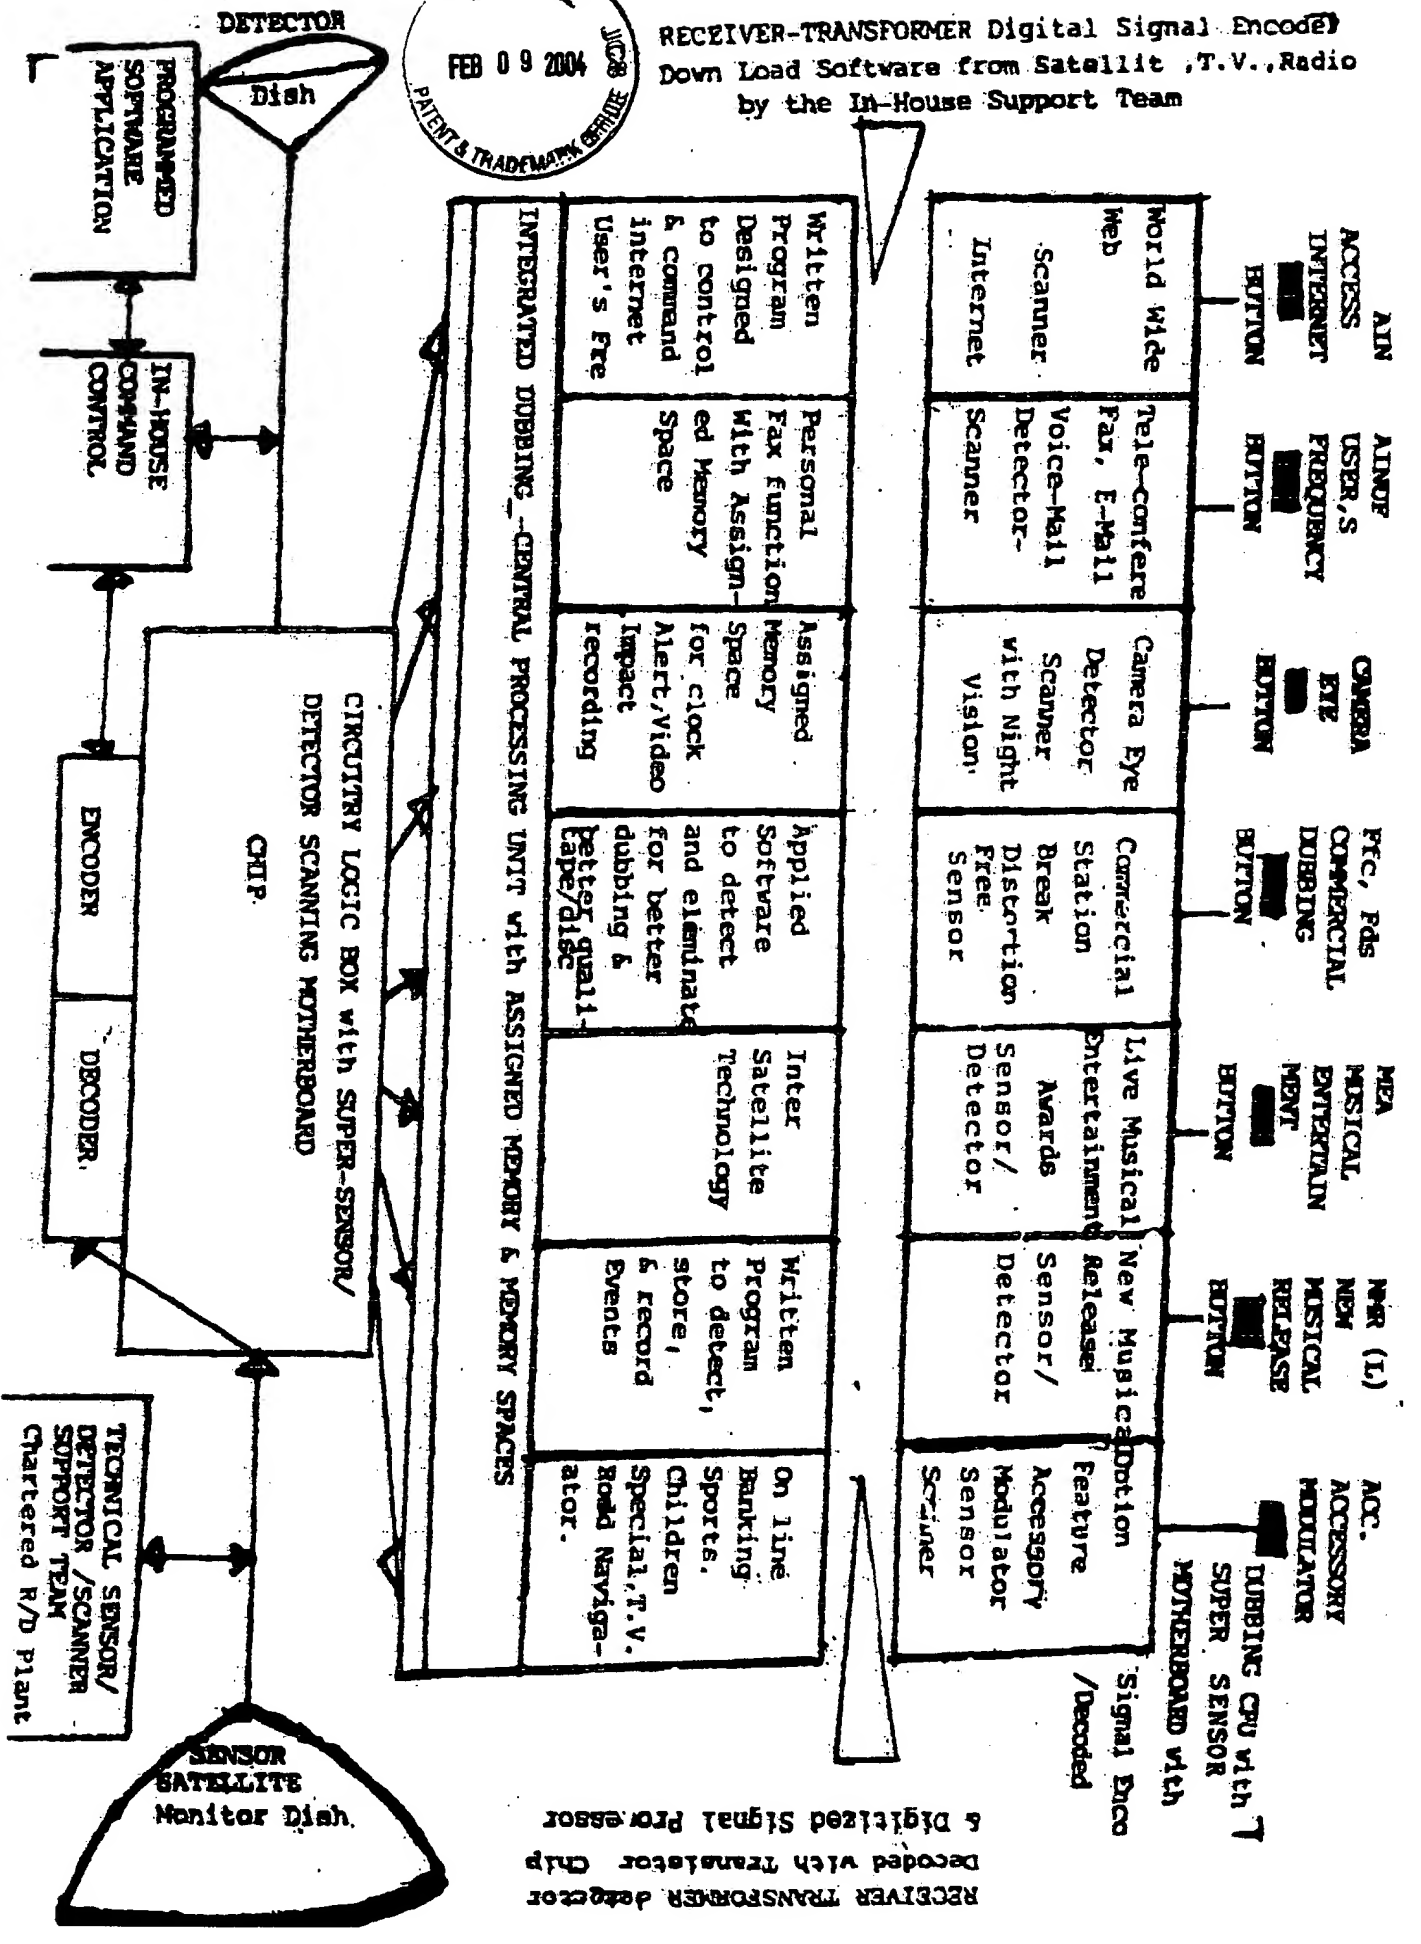 DETECTOR
Dish
FEB 09 2004
JC28
PATENT & TRADEMARK OFFICE
RECEIVER-TRANSFORMER Digital Signal Encoder
Down Load Software from Satellit ,T.V.,Radio
by the In-House Support Team
PROGRAMMED
SOFTWARE
APPLICATION
IN-HOUSE
COMMAND
CONTROL
ENCODER
DECODER.
CIRCUITRY LOGIC BOX with SUPER-SENSOR/
DETECTOR SCANNING MOTHERBOARD
CHIP.
INTEGRATED DUBBING -CENTRAL PROCESSING UNIT with ASSIGNED MEMORY & MEMORY SPACES
Written
Program
Designed
to control
& command
internet
User's Fre
Personal
Fax function
With Assign-
ed Memory
Space
Assigned
Memory
Space
for clock
Alert,Video
Impact
recording
Applied
Software
to detect
and eleminate
for better
dubbing &
better quali-
tape/disc
Inter
Satellite
Technology
Written
Program
to detect,
store,
& record
Events
On line
Banking
Sports.
Children
Special,T.V.
Road Naviga-
ator.
World Wide
Web
Scanner
Internet
Tele-confere
Fax, E-Mail
Voice-Mail
Detector-
Scanner
Camera Eye
Detector
Scanner
with Night
Vision
Commercial
Station
Break
Distortion
Free
Sensor
Live Musical
Entertainment
Awards
Sensor/
Detector
New Musical
Release
Sensor/
Detector
Option
Feature
Accessory
Modulator
Sensor
Scanner
AIN
ACCESS
INTERNET
BUTTON
AINOF
USER,S
FREQUENCY
BUTTON
CAMERA
EYE
BUTTON
Ffc, Fds
COMMERCIAL
DUBBING
BUTTON
MEA
MUSICAL
ENTERTAIN
MENT
BUTTON
NMR (L)
NEW
MUSICAL
RELEASE
BUTTON
ACC.
ACCESSORY
MODULATOR
DUBBING CPU with
SUPER SENSOR
MOTHERBOARD with
Signal Enco
/Decoded
TECHNICAL SENSOR/
DETECTOR /SCANNER
SUPPORT TEAM
Chartered R/D Plant
SENSOR
SATELLITE
Monitor Dish.
RECEIVER TRANSFORMER detector
Decoded with Transistor Chip
& Digitized Signal Processor